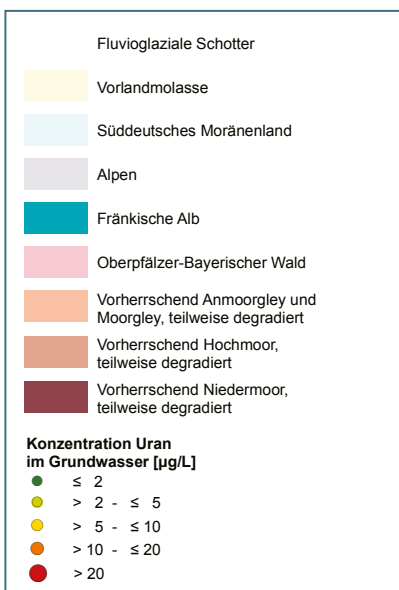 Fluvioglaziale Schotter
Vorlandmolasse
Süddeutsches Moränenland
Alpen
Fränkische Alb
Oberpfälzer-Bayerischer Wald
Vorherrschend Anmoorgley und
Moorgley, teilweise degradiert
Vorherrschend Hochmoor,
teilweise degradiert
Vorherrschend Niedermoor,
teilweise degradiert
Konzentration Uran
im Grundwasser [µg/L]
≤ 2
> 2 - ≤ 5
> 5 - ≤ 10
> 10 - ≤ 20
> 20